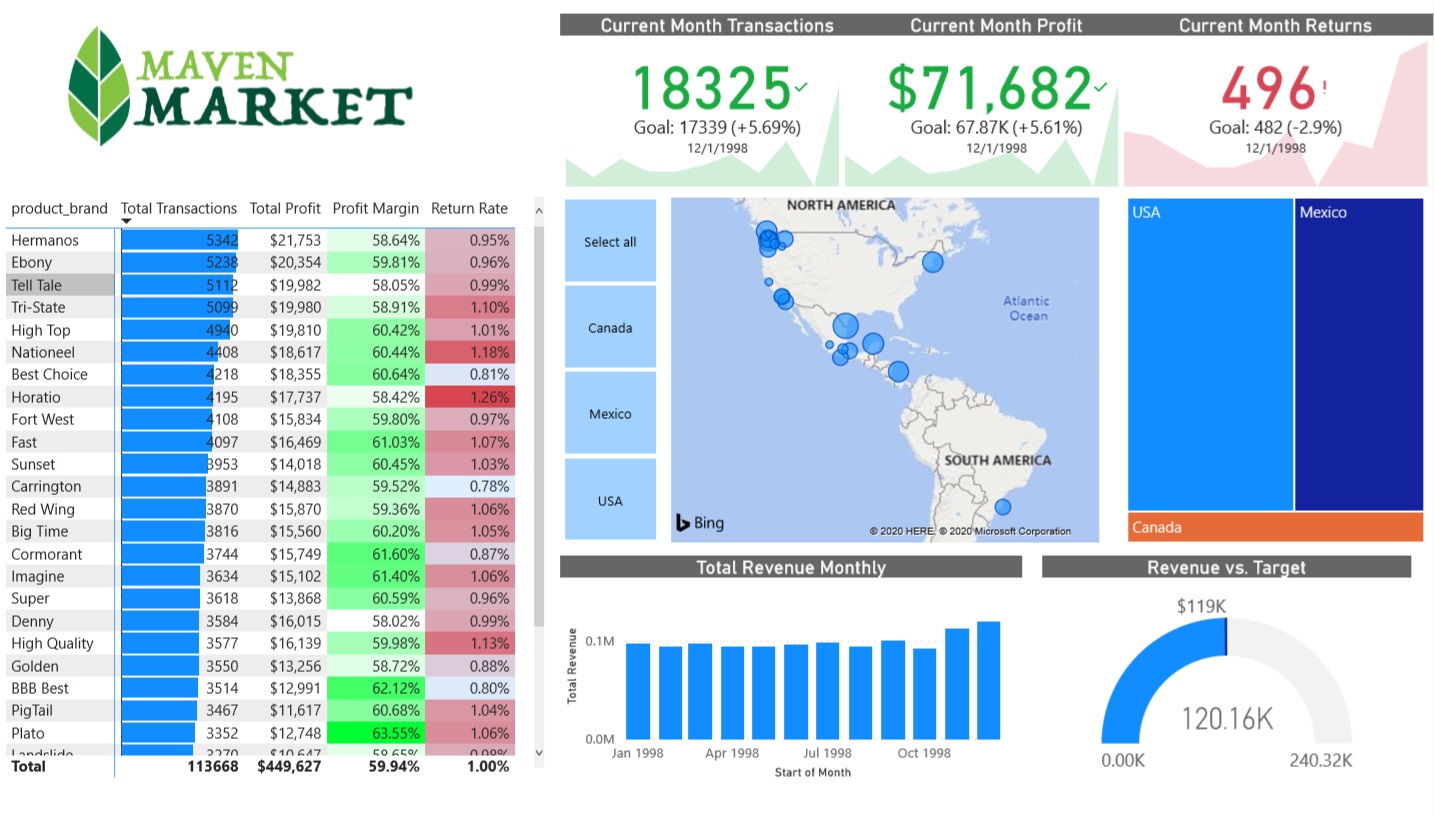 MAVEN
MARKET
Current Month Transactions
18325
Goal: 17339 (+5.69%)
12/1/1998
Current Month Profit
$71,682
Goal: 67.87K (+5.61%)
12/1/1998
Current Month Returns
496!
Goal: 482 (-2.9%)
12/1/1998
product_brand Total Transactions Total Profit Profit Margin Return Rate
Hermanos 5342 $21,753 58.64% 0.95%
Ebony 5238 $20,354 59.81% 0.96%
Tell Tale 5112 $19,982 58.05% 0.99%
Tri-State 5099 $19,980 58.91% 1.10%
High Top 4940 $19,810 60.42% 1.01%
Nationeel 4408 $18,617 60.44% 1.18%
Best Choice 4218 $18,355 60.64% 0.81%
Horatio 4195 $17,737 58.42% 1.26%
Fort West 4108 $15,834 59.80% 0.97%
Fast 4097 $16,469 61.03% 1.07%
Sunset 3953 $14,018 60.45% 1.03%
Carrington 3891 $14,883 59.52% 0.78%
Red Wing 3870 $15,870 59.36% 1.06%
Big Time 3816 $15,560 60.20% 1.05%
Cormorant 3744 $15,749 61.60% 0.87%
Imagine 3634 $15,102 61.40% 1.06%
Super 3618 $13,868 60.59% 0.96%
Denny 3584 $16,015 58.02% 0.99%
High Quality 3577 $16,139 59.98% 1.13%
Golden 3550 $13,256 58.72% 0.88%
BBB Best 3514 $12,991 62.12% 0.80%
PigTail 3467 $11,617 60.68% 1.04%
Plato 3352 $12,748 63.55% 1.06%
Landslide 3270 $10,647 58.65% 0.98%
Total 113668 $449,627 59.94% 1.00%
Select all
Canada
Mexico
USA
NORTH AMERICA
Atlantic
Ocean
SOUTH AMERICA
Bing
© 2020 HERE, © 2020 Microsoft Corporation
USA
Mexico
Canada
Total Revenue Monthly
Total Revenue
0.1M
0.0M
Jan 1998 Apr 1998 Jul 1998 Oct 1998
Start of Month
Revenue vs. Target
$119K
120.16K
0.00K 240.32K